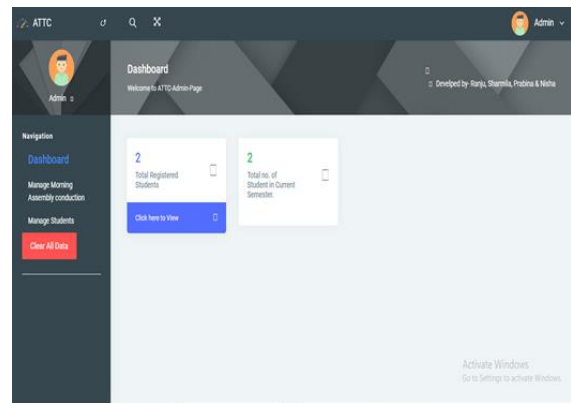 ATTC
Admin
Admin
Dashboard
Welcome to ATTC-Admin-Page
Develped by- Ranju, Sharmila, Prabina & Nisha
Navigation
Dashboard
Manage Morning
Assembly conduction
Manage Students
Clear All Data
2
Total Registered
Students
Click here to View
2
Total no. of
Student in Current
Semester.
Activate Windows
Go to Settings to activate Windows.